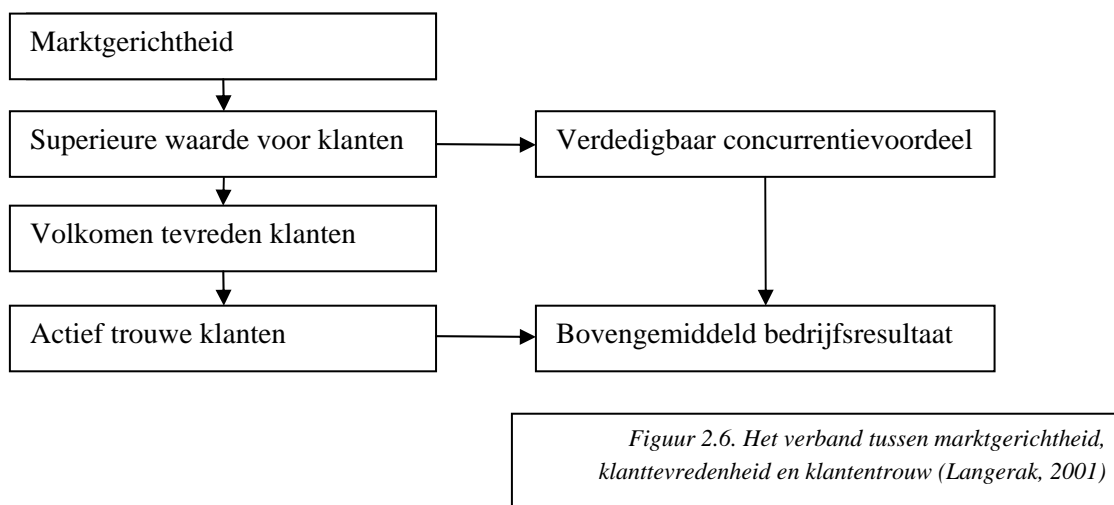 Marktgerichtheid
Superieure waarde voor klanten
Verdedigbaar concurrentievoordeel
Volkomen tevreden klanten
Actief trouwe klanten
Bovengemiddeld bedrijfsresultaat
Figuur 2.6. Het verband tussen marktgerichtheid,
klanttevredenheid en klantentrouw (Langerak, 2001)